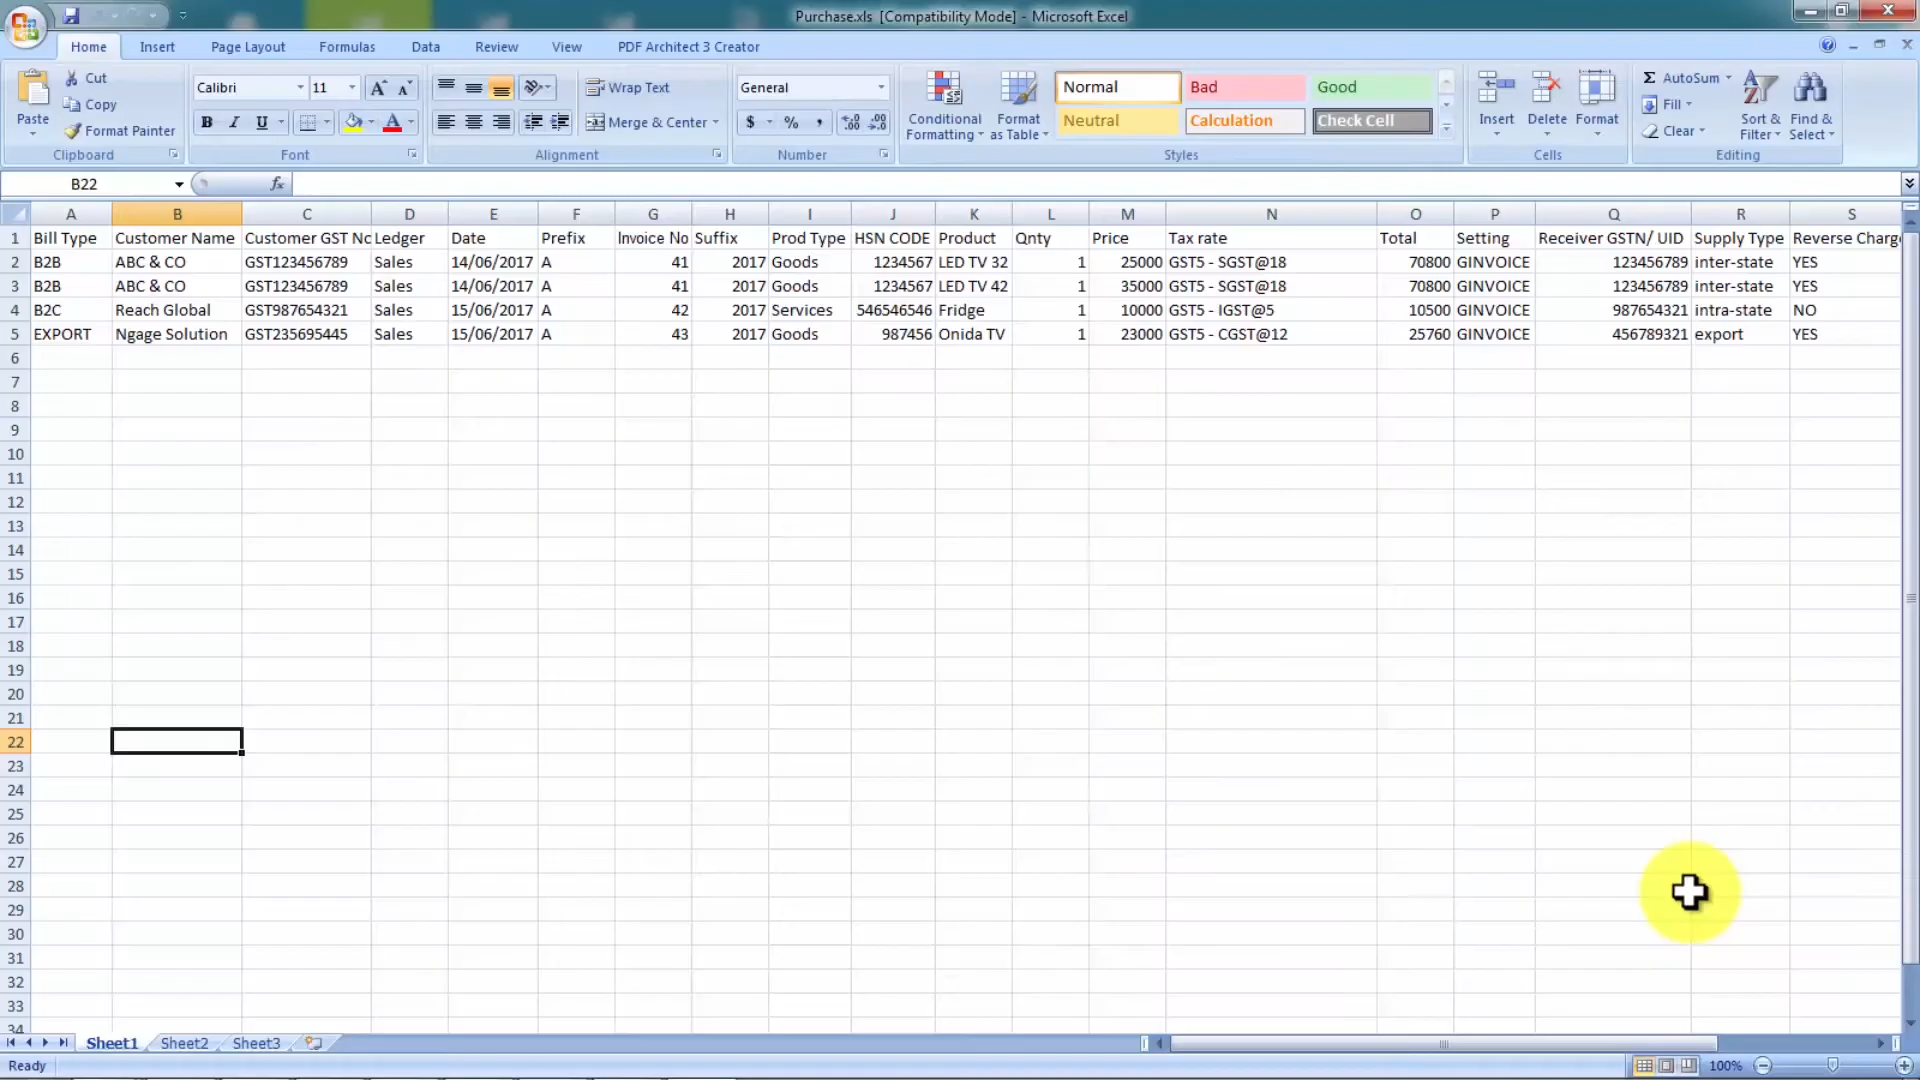 Purchase.xls [Compatibility Mode] - Microsoft Excel
Home Insert Page Layout Formulas Data Review View PDF Architect 3 Creator
Paste
Cut
Copy
Format Painter
Clipboard
Calibri 11
B I U
Font
Wrap Text
Merge & Center
Alignment
General
$ % ,
Number
Conditional Formatting
Format as Table
Normal Bad Good
Neutral Calculation Check Cell
Styles
Insert Delete Format
Cells
Σ AutoSum
Fill
Clear
Sort & Filter
Find & Select
Editing
B22 fx
A B C D E F G H I J K L M N O P Q R S
1 Bill Type Customer Name Customer GST No Ledger Date Prefix Invoice No Suffix Prod Type HSN CODE Product Qnty Price Tax rate Total Setting Receiver GSTN/ UID Supply Type Reverse Charge
2 B2B ABC & CO GST123456789 Sales 14/06/2017 A 41 2017 Goods 1234567 LED TV 32 1 25000 GST5 - SGST@18 70800 GINVOICE 123456789 inter-state YES
3 B2B ABC & CO GST123456789 Sales 14/06/2017 A 41 2017 Goods 1234567 LED TV 42 1 35000 GST5 - SGST@18 70800 GINVOICE 123456789 inter-state YES
4 B2C Reach Global GST987654321 Sales 15/06/2017 A 42 2017 Services 546546546 Fridge 1 10000 GST5 - IGST@5 10500 GINVOICE 987654321 intra-state NO
5 EXPORT Ngage Solution GST235695445 Sales 15/06/2017 A 43 2017 Goods 987456 Onida TV 1 23000 GST5 - CGST@12 25760 GINVOICE 456789321 export YES
6
7
8
9
10
11
12
13
14
15
16
17
18
19
20
21
22
23
24
25
26
27
28
29
30
31
32
33
34
Sheet1 Sheet2 Sheet3
Ready 100%